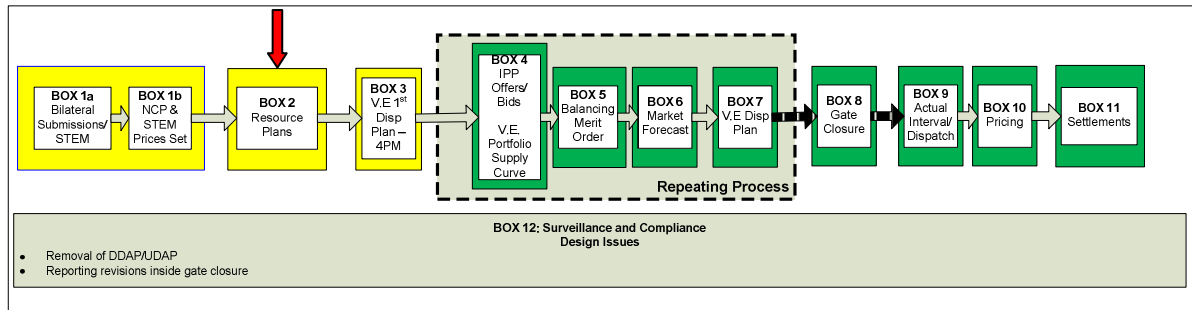 BOX 1a
Bilateral
Submissions/
STEM
BOX 1b
NCP &
STEM
Prices Set
BOX 2
Resource
Plans
BOX 3
V.E 1st
Disp
Plan –
4PM
BOX 4
IPP
Offers/
Bids
V.E.
Portfolio
Supply
Curve
BOX 5
Balancing
Merit
Order
BOX 6
Market
Forecast
BOX 7
V.E Disp
Plan
Repeating Process
BOX 8
Gate
Closure
BOX 9
Actual
Interval/
Dispatch
BOX 10
Pricing
BOX 11
Settlements
BOX 12: Surveillance and Compliance
Design Issues
• Removal of DDAP/UDAP
• Reporting revisions inside gate closure